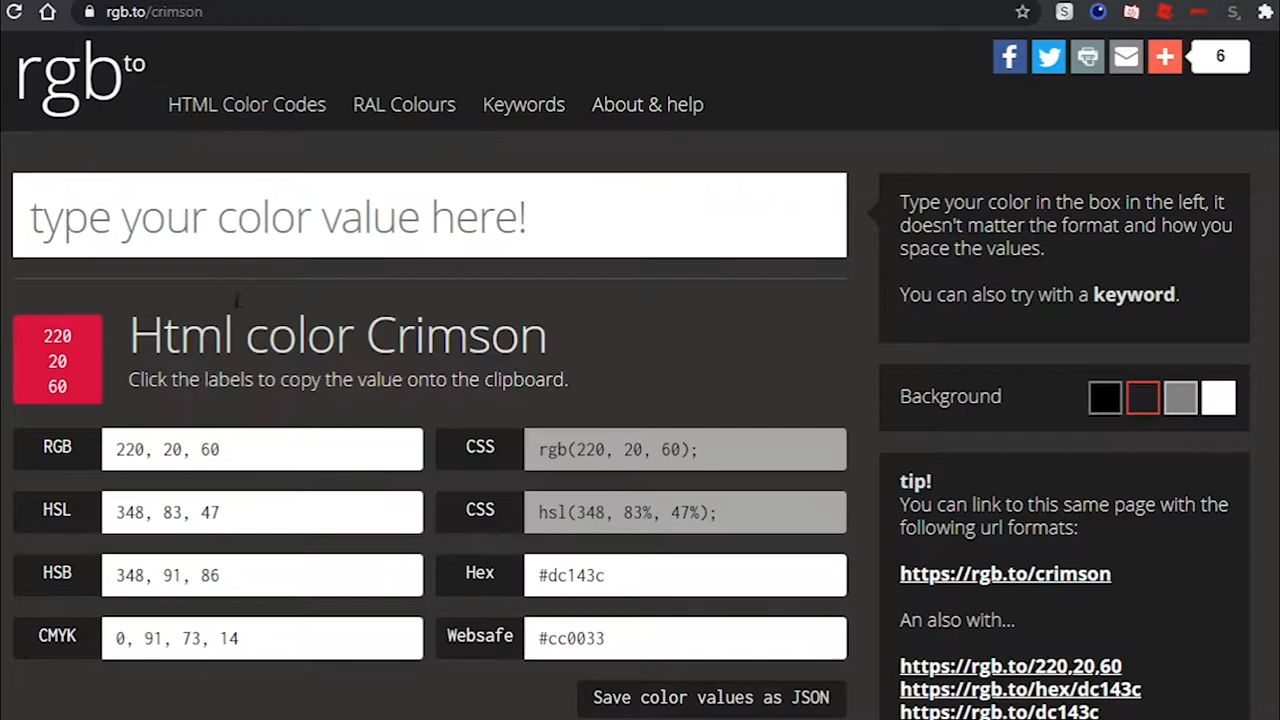 rgb.to/crimson
S
S
rgb to
HTML Color Codes
RAL Colours
Keywords
About & help
f
6
type your color value here!
Type your color in the box in the left, it
doesn't matter the format and how you
space the values.
You can also try with a keyword.
220
20
60
Html color Crimson
Click the labels to copy the value onto the clipboard.
Background
RGB 220, 20, 60
CSS rgb(220, 20, 60);
HSL 348, 83, 47
CSS hsl(348, 83%, 47%);
HSB 348, 91, 86
Hex #dc143c
CMYK 0, 91, 73, 14
Websafe #cc0033
Save color values as JSON
tip!
You can link to this same page with the
following url formats:
https://rgb.to/crimson
An also with...
https://rgb.to/220,20,60
https://rgb.to/hex/dc143c
https://rgb.to/dc143c